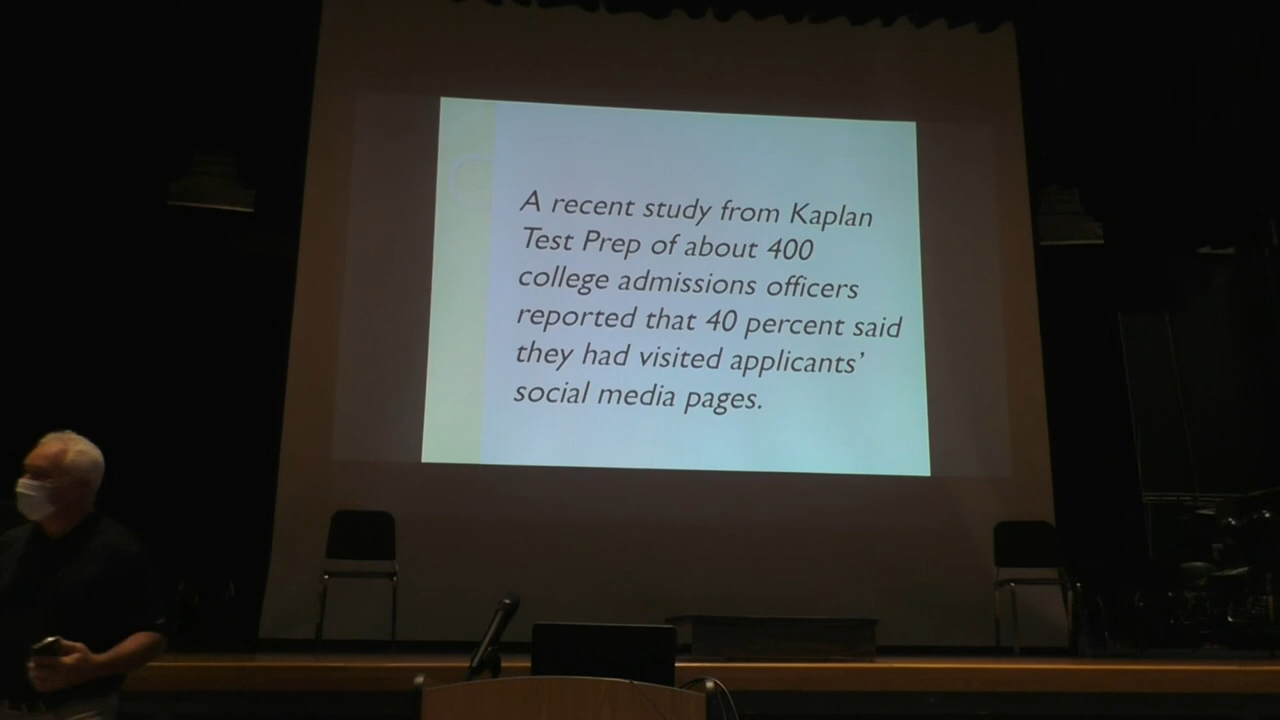 A recent study from Kaplan
Test Prep of about 400
college admissions officers
reported that 40 percent said
they had visited applicants’
social media pages.